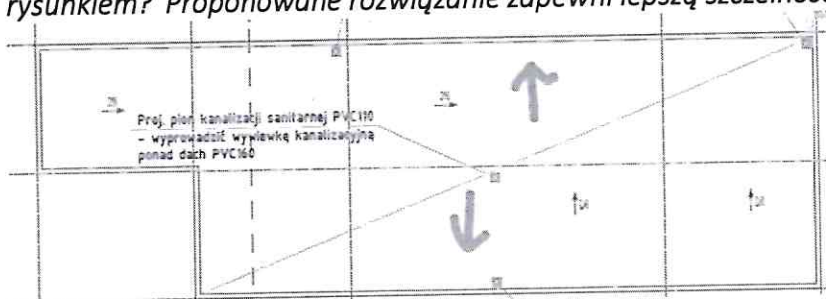 rysunkiem? Proponowane rozwiązanie zapewni lepszą szczelność
Proj. pion kanalizacji sanitarnej PVC110
- wyprowadzić wywiewkę kanalizacyjną
ponad dach PVC160